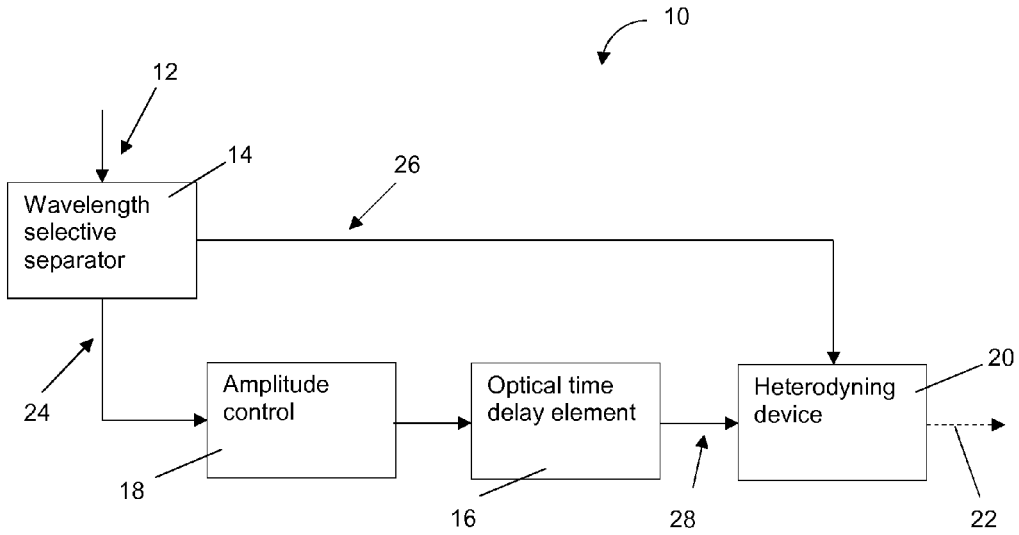 10
12
14
26
Wavelength
selective
separator
24
Amplitude
control
Optical time
delay element
Heterodyning
device
20
18
16
28
22